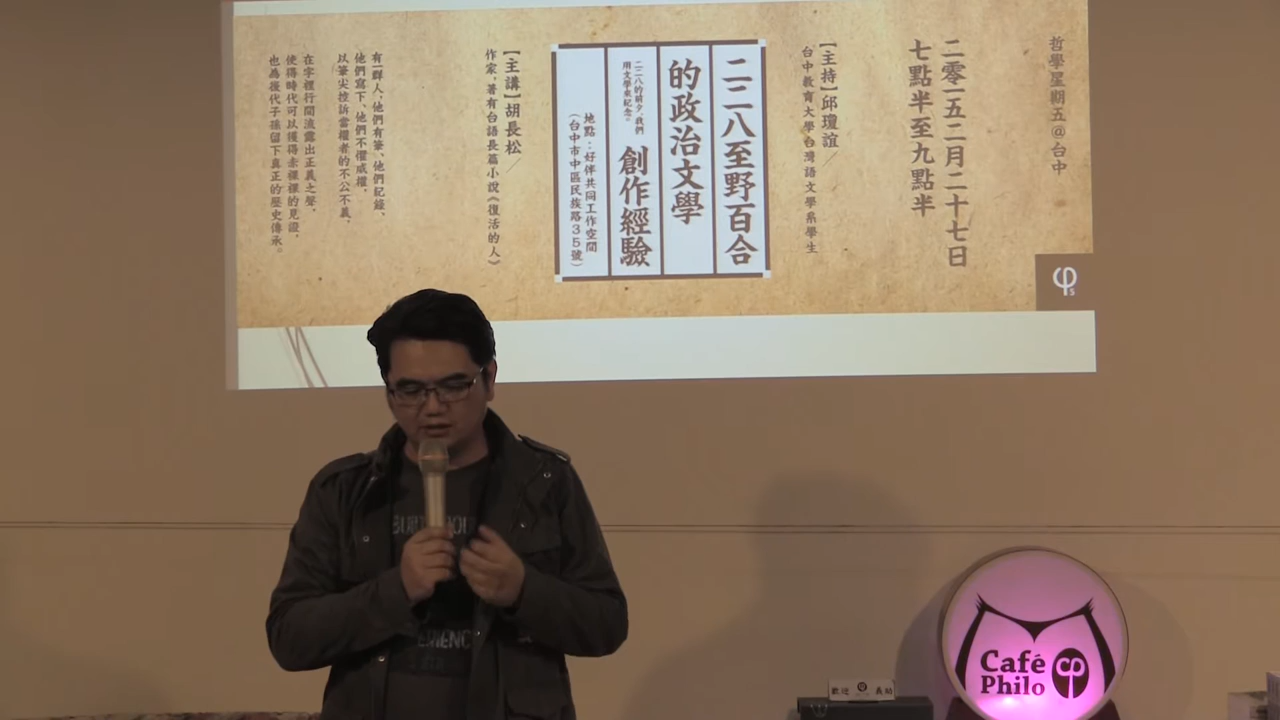 哲學星期五@台中
二零一五二月二十七日
七點半至九點半
【主持】邱瓊誼／
台中教育大學台灣語文學系學生
二二八至野百合
的政治文學
創作經驗
二二八的前夕,我們
用文學來紀念。
地點:好伴共同工作空間
(台中市中區民族路35號)
【主講】胡長松／
作家,著有台語長篇小說《復活的人》
有一群人,他們有筆、他們記錄、
他們寫下、他們不懼威權,
以筆尖控訴當權者的不公不義,
在字裡行間流露出正義之聲,
使得時代可以獲得赤裸裸的見證,
也為後代子孫留下真正的歷史傳承。
φs
Café
Philo
歡迎 義助